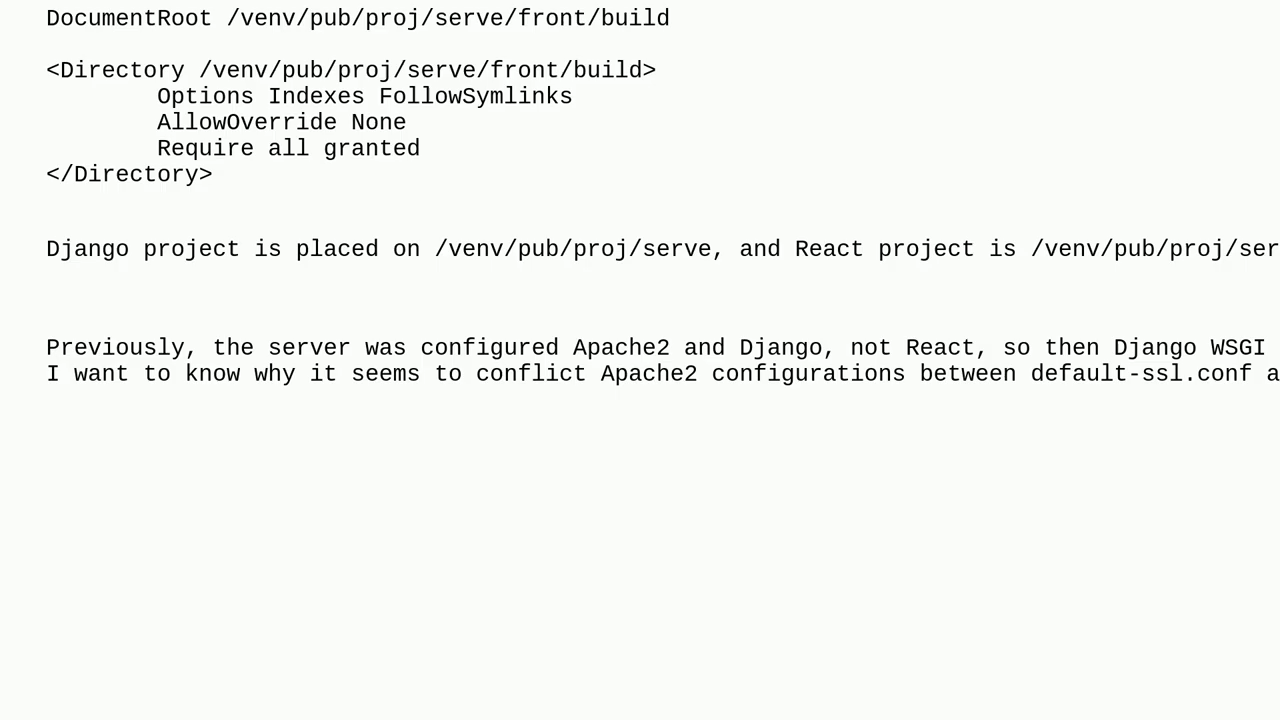 DocumentRoot /venv/pub/proj/serve/front/build
<Directory /venv/pub/proj/serve/front/build>
Options Indexes FollowSymlinks
AllowOverride None
Require all granted
</Directory>
Django project is placed on /venv/pub/proj/serve, and React project is /venv/pub/proj/ser
Previously, the server was configured Apache2 and Django, not React, so then Django WSGI
I want to know why it seems to conflict Apache2 configurations between default-ssl.conf a